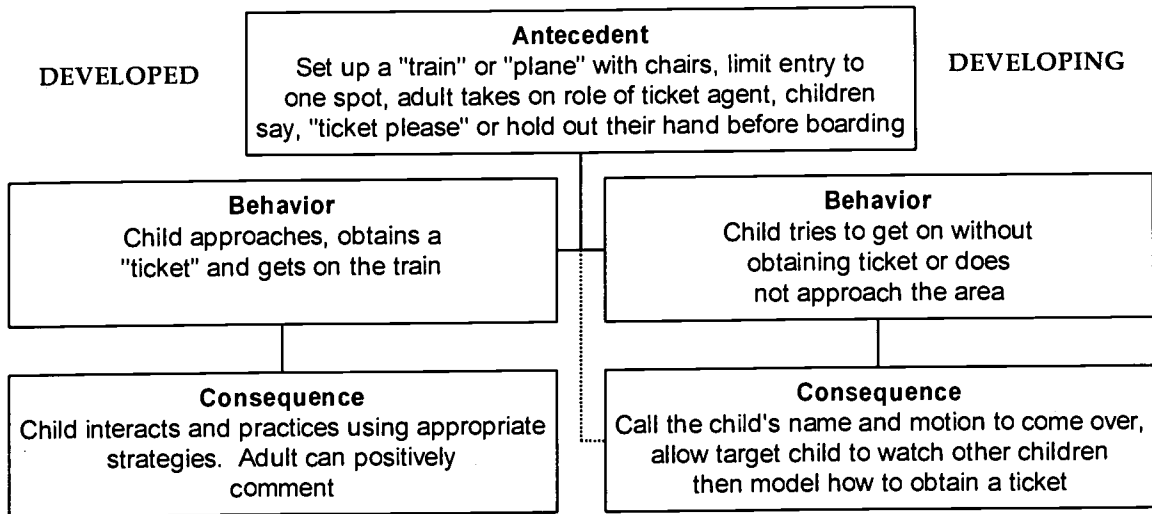 Antecedent
DEVELOPED
DEVELOPING
Set up a "train" or "plane" with chairs, limit entry to
one spot, adult takes on role of ticket agent, children
say, "ticket please" or hold out their hand before boarding
Behavior
Child approaches, obtains a
"ticket" and gets on the train
Behavior
Child tries to get on without
obtaining ticket or does
not approach the area
Consequence
Child interacts and practices using appropriate
strategies. Adult can positively
comment
Consequence
Call the child's name and motion to come over,
allow target child to watch other children
then model how to obtain a ticket